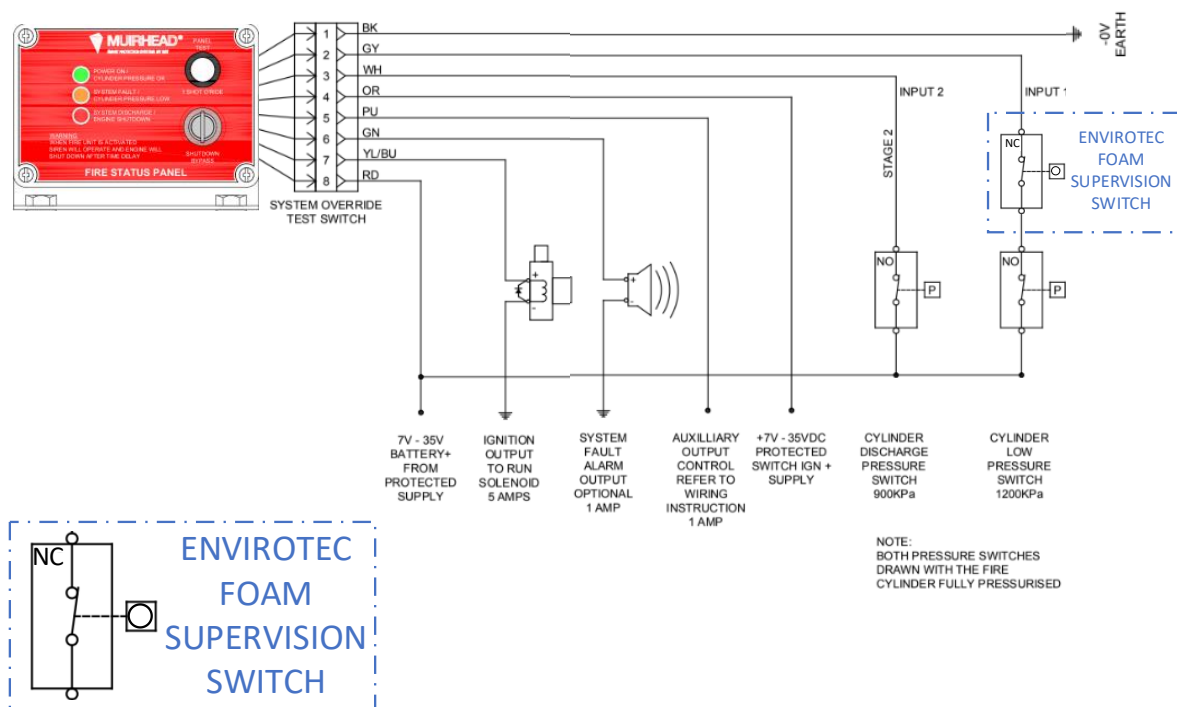 MUIRHEAD®
PANEL
TEST
POWER ON /
CYLINDER PRESSURE OK
1 SHOT O'RIDE
SYSTEM FAULT /
CYLINDER PRESSURE LOW
SYSTEM DISCHARGE /
ENGINE SHUTDOWN
WARNING
WHEN FIRE UNIT IS ACTIVATED
SIREN WILL OPERATE AND ENGINE WILL
SHUT DOWN AFTER TIME DELAY
SHUTDOWN
BYPASS
FIRE STATUS PANEL
1 BK
2 GY
3 WH
4 OR
5 PU
6 GN
7 YL/BU
8 RD
SYSTEM OVERRIDE
TEST SWITCH
-0V
EARTH
INPUT 2
INPUT 1
STAGE 2
NC
ENVIROTEC
FOAM
SUPERVISION
SWITCH
NO
P
NO
P
+
-
+
-
7V - 35V
BATTERY+
FROM
PROTECTED
SUPPLY
IGNITION
OUTPUT
TO RUN
SOLENOID
5 AMPS
SYSTEM
FAULT
ALARM
OUTPUT
OPTIONAL
1 AMP
AUXILLIARY
OUTPUT
CONTROL
REFER TO
WIRING
INSTRUCTION
1 AMP
+7V - 35VDC
PROTECTED
SWITCH IGN +
SUPPLY
CYLINDER
DISCHARGE
PRESSURE
SWITCH
900KPa
CYLINDER
LOW
PRESSURE
SWITCH
1200KPa
NOTE:
BOTH PRESSURE SWITCHES
DRAWN WITH THE FIRE
CYLINDER FULLY PRESSURISED
NC
ENVIROTEC
FOAM
SUPERVISION
SWITCH